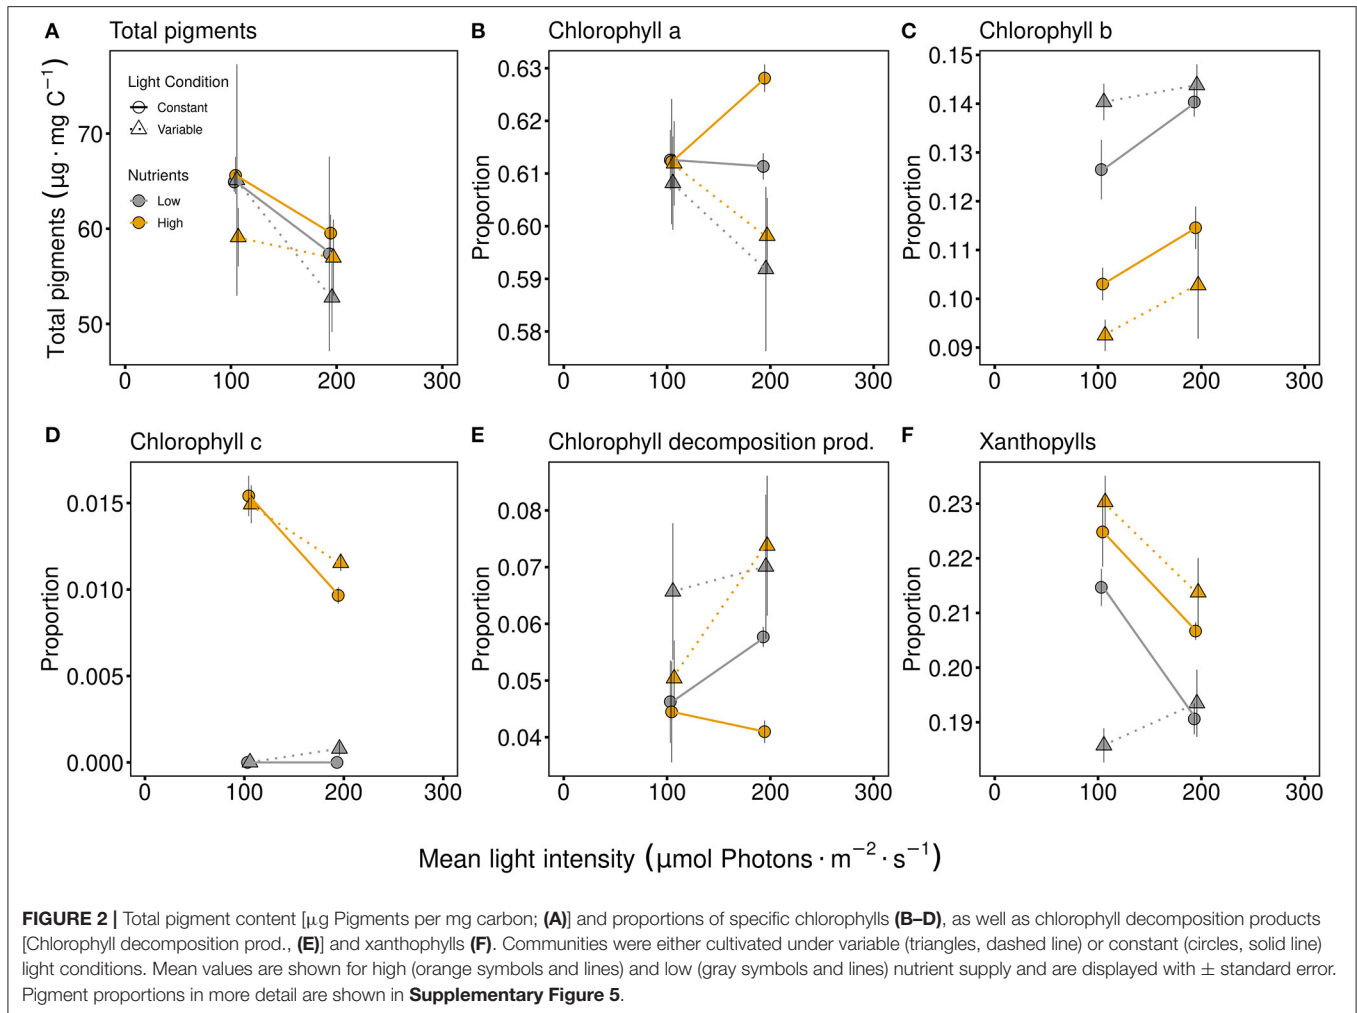 A Total pigments
Total pigments (µg · mg C⁻¹)
70
60
50
Light Condition
Constant
Variable
Nutrients
Low
High
0 100 200 300
B Chlorophyll a
Proportion
0.63
0.62
0.61
0.60
0.59
0.58
0 100 200 300
C Chlorophyll b
Proportion
0.15
0.14
0.13
0.12
0.11
0.10
0.09
0 100 200 300
D Chlorophyll c
Proportion
0.015
0.010
0.005
0.000
0 100 200 300
E Chlorophyll decomposition prod.
Proportion
0.08
0.07
0.06
0.05
0.04
0 100 200 300
F Xanthopylls
Proportion
0.23
0.22
0.21
0.20
0.19
0 100 200 300
Mean light intensity (µmol Photons · m⁻² · s⁻¹)
FIGURE 2 | Total pigment content [µg Pigments per mg carbon; (A)] and proportions of specific chlorophylls (B–D), as well as chlorophyll decomposition products
[Chlorophyll decomposition prod., (E)] and xanthophylls (F). Communities were either cultivated under variable (triangles, dashed line) or constant (circles, solid line)
light conditions. Mean values are shown for high (orange symbols and lines) and low (gray symbols and lines) nutrient supply and are displayed with ± standard error.
Pigment proportions in more detail are shown in Supplementary Figure 5.